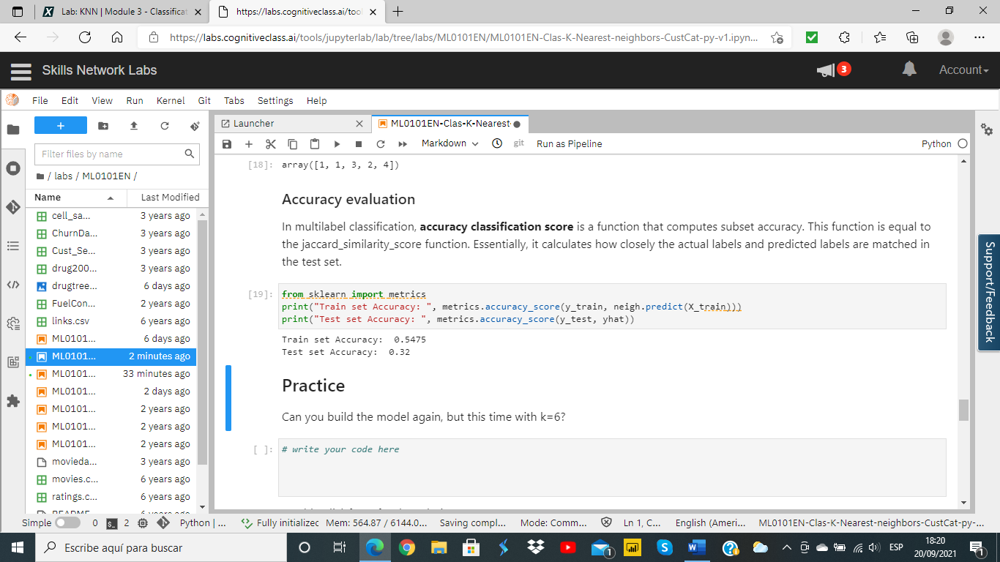 Lab: KNN | Module 3 - Classificat
https://labs.cognitiveclass.ai/tool
https://labs.cognitiveclass.ai/tools/jupyterlab/lab/tree/labs/ML0101EN/ML0101EN-Clas-K-Nearest-neighbors-CustCat-py-v1.ipyn...
Skills Network Labs
3
Account
File Edit View Run Kernel Git Tabs Settings Help
Launcher
ML0101EN-Clas-K-Nearest-
Filter files by name
Markdown
git
Run as Pipeline
Python
/ labs / ML0101EN /
Name Last Modified
cell_sa... 3 years ago
ChurnDa... 3 years ago
Cust_Se... 3 years ago
drug200... 3 years ago
drugtree... 6 days ago
FuelCon... 2 years ago
links.csv 6 years ago
ML0101... 6 days ago
ML0101... 2 minutes ago
ML0101... 33 minutes ago
ML0101... 2 days ago
ML0101... 2 years ago
ML0101... 2 years ago
ML0101... 2 years ago
movieda... 3 years ago
movies.c... 6 years ago
ratings.c... 6 years ago
[18]: array([1, 1, 3, 2, 4])
Accuracy evaluation
In multilabel classification, accuracy classification score is a function that computes subset accuracy. This function is equal to
the jaccard_similarity_score function. Essentially, it calculates how closely the actual labels and predicted labels are matched in
the test set.
[19]: from sklearn import metrics
print("Train set Accuracy: ", metrics.accuracy_score(y_train, neigh.predict(X_train)))
print("Test set Accuracy: ", metrics.accuracy_score(y_test, yhat))
Train set Accuracy: 0.5475
Test set Accuracy: 0.32
Practice
Can you build the model again, but this time with k=6?
[ ]: # write your code here
Support/Feedback
Simple 0 $_ 2 Python | ... Fully initializec Mem: 564.87 / 6144.0... Saving compl... Mode: Comm... Ln 1, C... English (Ameri... ML0101EN-Clas-K-Nearest-neighbors-CustCat-py-...
Escribe aquí para buscar
1
ESP
18:20
20/09/2021
1